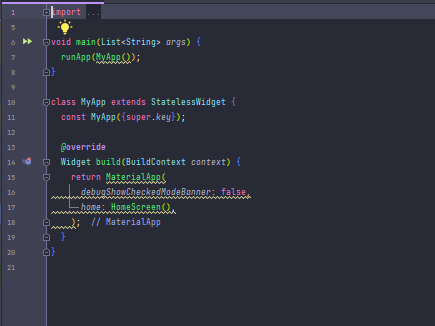 1 import ...
5
6 void main(List<String> args) {
7 runApp(MyApp());
8 }
9
10 class MyApp extends StatelessWidget {
11 const MyApp({super.key});
12
13 @override
14 Widget build(BuildContext context) {
15 return MaterialApp(
16 debugShowCheckedModeBanner: false,
17 home: HomeScreen(),
18 ); // MaterialApp
19 }
20 }
21